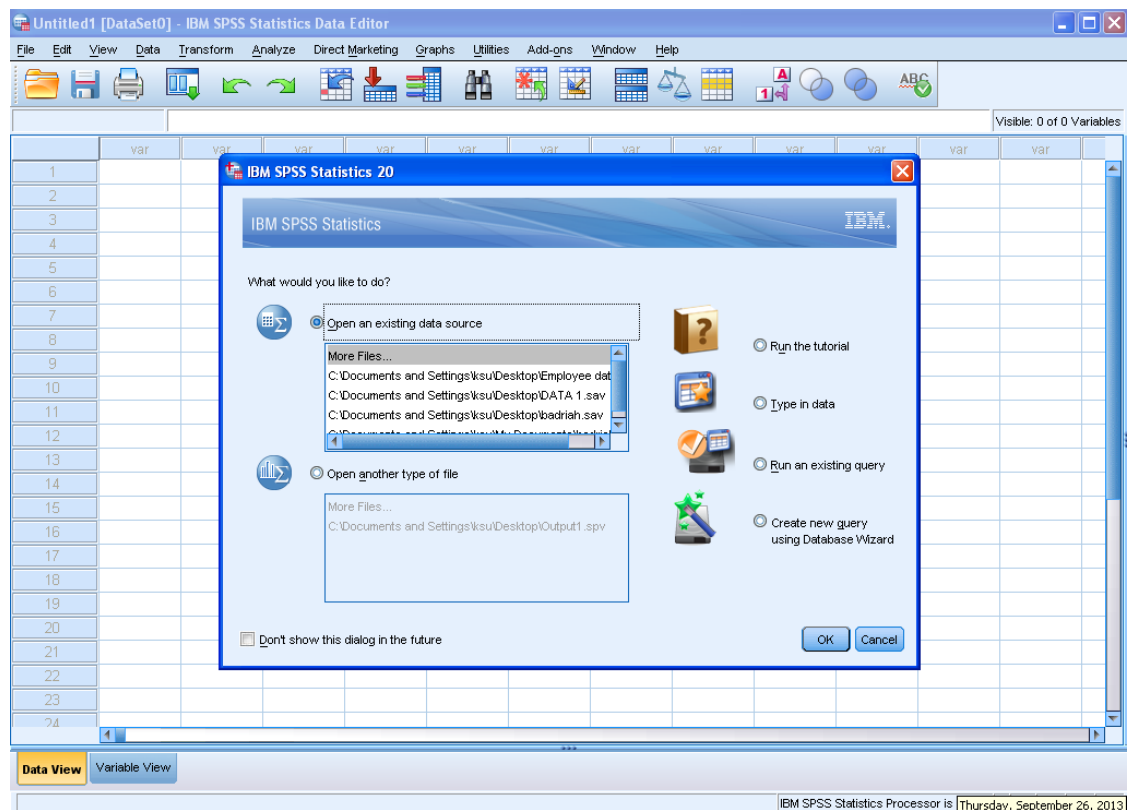 Untitled1 [DataSet0] - IBM SPSS Statistics Data Editor
File Edit View Data Transform Analyze Direct Marketing Graphs Utilities Add-ons Window Help
A
1
ABC
Visible: 0 of 0 Variables
var var var var var var var var var var var var
IBM SPSS Statistics 20
IBM SPSS Statistics
IBM.
What would you like to do?
Open an existing data source
More Files...
C:\Documents and Settings\ksu\Desktop\Employee dat
C:\Documents and Settings\ksu\Desktop\DATA 1.sav
C:\Documents and Settings\ksu\Desktop\badriah.sav
Open another type of file
More Files...
C:\Documents and Settings\ksu\Desktop\Output1.spv
Run the tutorial
Type in data
Run an existing query
Create new query
using Database Wizard
Don't show this dialog in the future
OK Cancel
1
2
3
4
5
6
7
8
9
10
11
12
13
14
15
16
17
18
19
20
21
22
23
24
Data View Variable View
IBM SPSS Statistics Processor is
Thursday, September 26, 2013